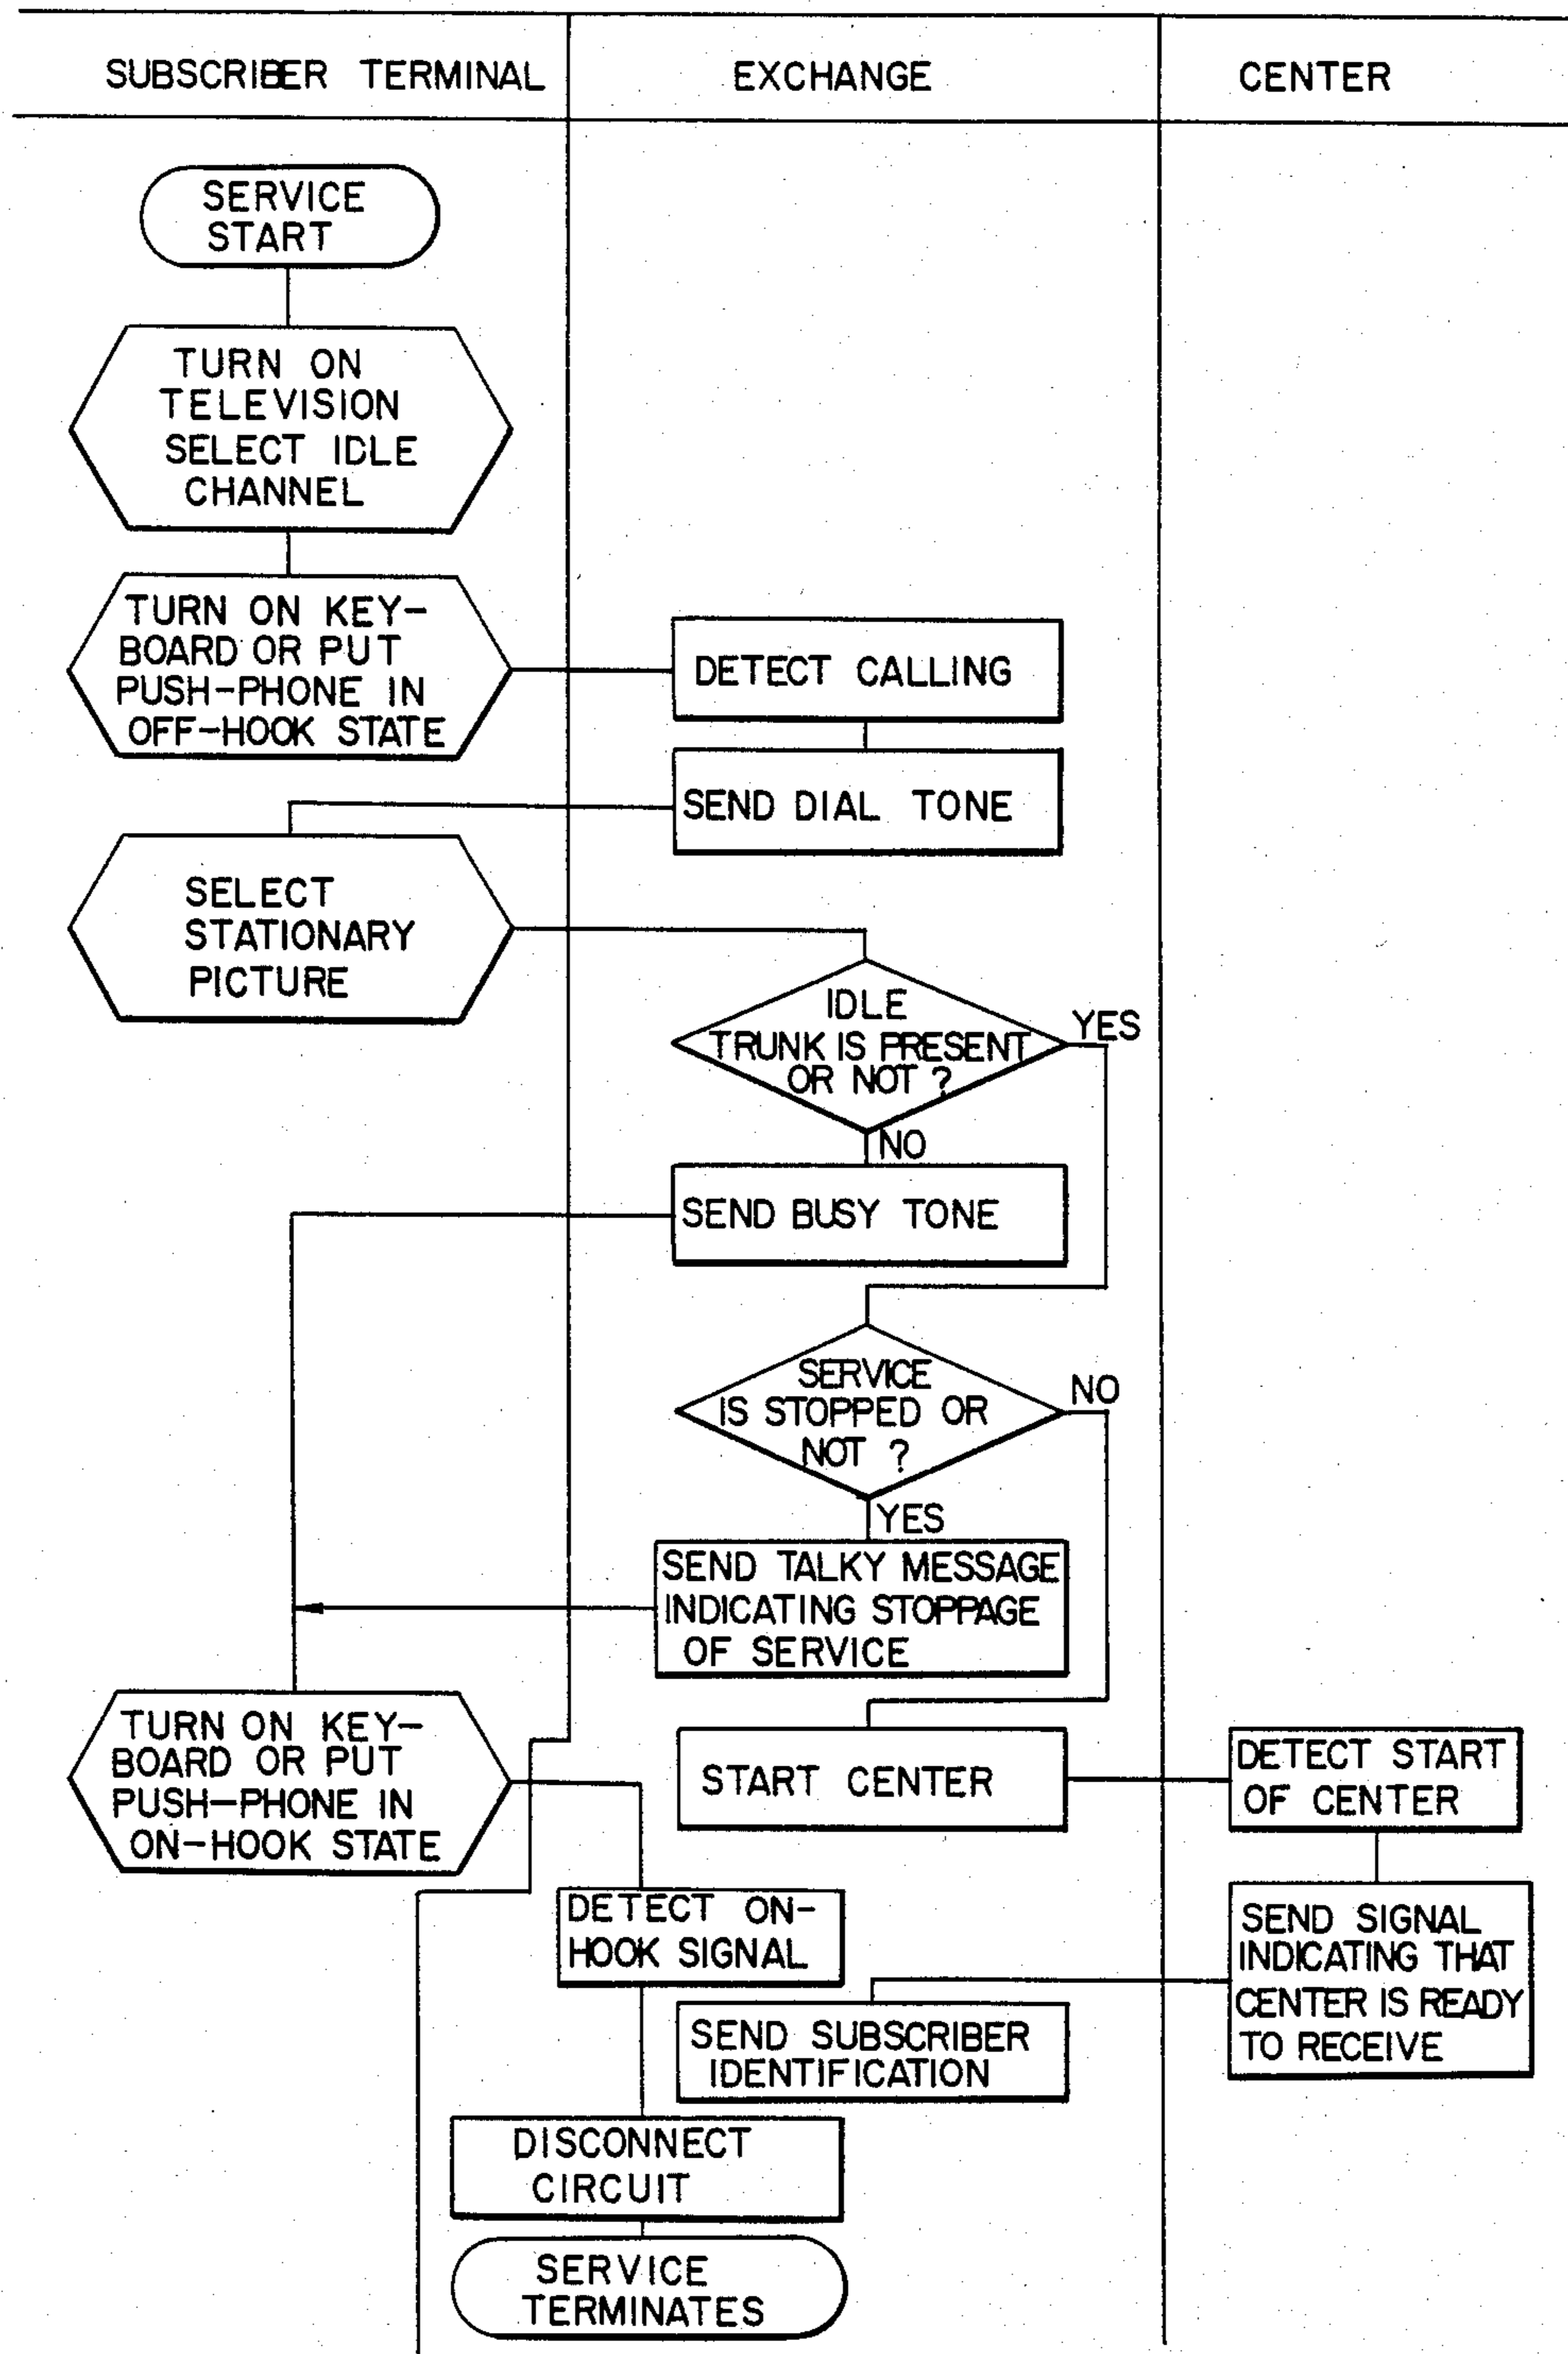 SUBSCRIBER TERMINAL
EXCHANGE
CENTER
SERVICE
START
TURN ON
TELEVISION
SELECT IDLE
CHANNEL
TURN ON KEY-
BOARD OR PUT
PUSH-PHONE IN
OFF-HOOK STATE
DETECT CALLING
SEND DIAL TONE
SELECT
STATIONARY
PICTURE
IDLE
TRUNK IS PRESENT
OR NOT ?
YES
NO
SEND BUSY TONE
SERVICE
IS STOPPED OR
NOT ?
NO
YES
SEND TALKY MESSAGE
INDICATING STOPPAGE
OF SERVICE
TURN ON KEY-
BOARD OR PUT
PUSH-PHONE IN
ON-HOOK STATE
START CENTER
DETECT START
OF CENTER
DETECT ON-
HOOK SIGNAL
SEND SIGNAL
INDICATING THAT
CENTER IS READY
TO RECEIVE
SEND SUBSCRIBER
IDENTIFICATION
DISCONNECT
CIRCUIT
SERVICE
TERMINATES